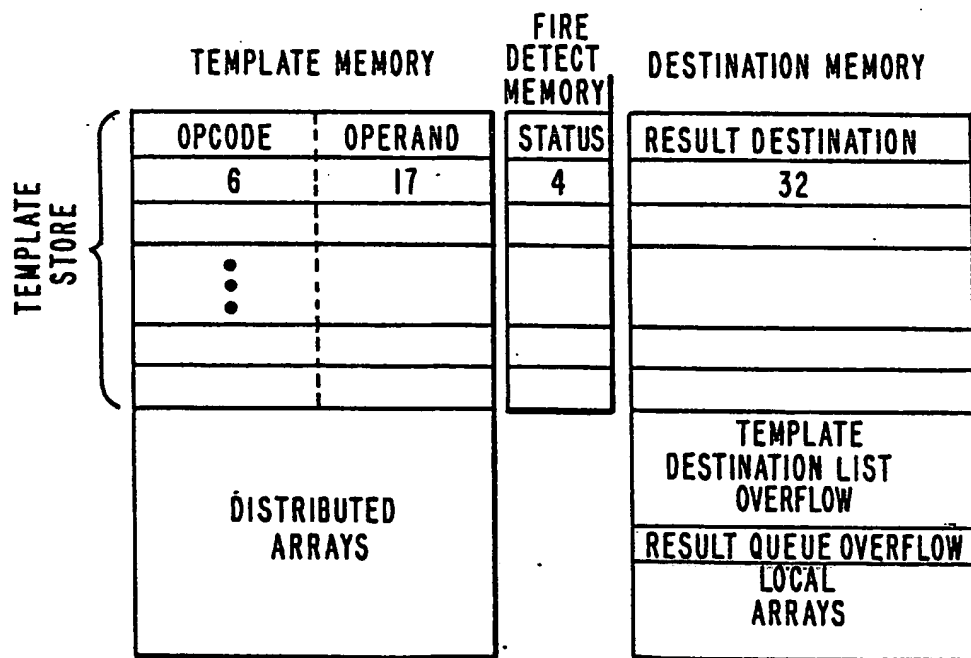 TEMPLATE MEMORY
FIRE
DETECT
MEMORY
DESTINATION MEMORY
TEMPLATE
STORE
OPCODE OPERAND STATUS RESULT DESTINATION
6 17 4 32
DISTRIBUTED
ARRAYS
TEMPLATE
DESTINATION LIST
OVERFLOW
RESULT QUEUE OVERFLOW
LOCAL
ARRAYS